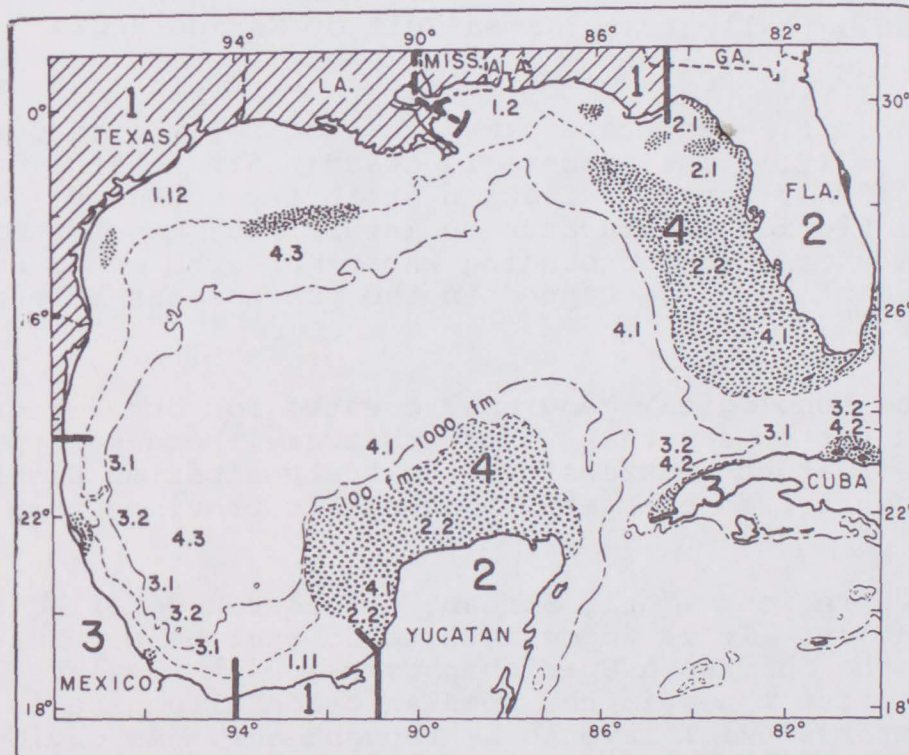 94° 90° 86° 82°
MISS. ALA. GA.
LA. 1
1 1.2
0° 30°
TEXAS 2.1
2.1
1.12 FLA.
4 2
4.3 2.2
4.1 4.1
6° 26°
1000 fm 3.2
4.1 3.2 3.1 4.2
3.1 100 fm 4 4.2
3 CUBA
22° 3.2 22°
4.3 2.2
3.1 4.1 2
3.2 2.2
3 3.1 YUCATAN
MEXICO 1.11
1
18° 18°
94° 90° 86° 82°